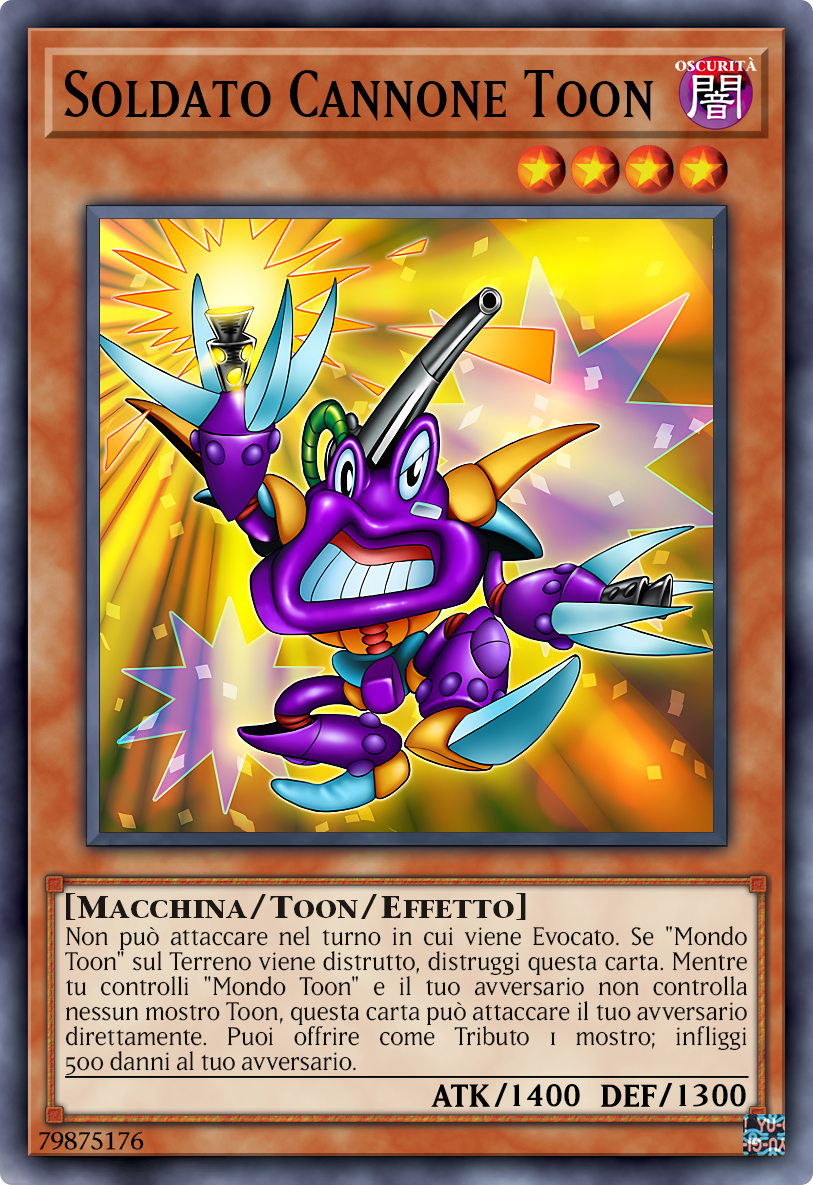 Soldato Cannone Toon
OSCURITÀ
闇
[Macchina/Toon/Effetto]
Non può attaccare nel turno in cui viene Evocato. Se "Mondo
Toon" sul Terreno viene distrutto, distruggi questa carta. Mentre
tu controlli "Mondo Toon" e il tuo avversario non controlla
nessun mostro Toon, questa carta può attaccare il tuo avversario
direttamente. Puoi offrire come Tributo 1 mostro; infliggi
500 danni al tuo avversario.
ATK/1400 DEF/1300
79875176